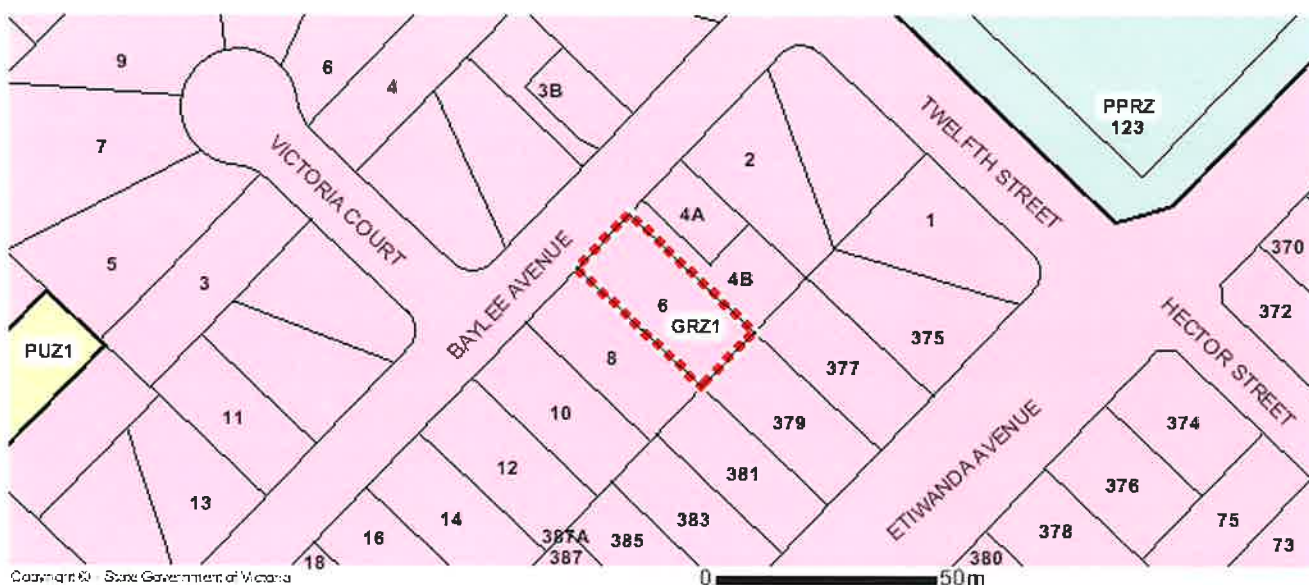 9
6
4
3B
PPRZ
123
7
VICTORIA COURT
2
TWELFTH STREET
4A
1
5
3
BAYLEE AVENUE
4B
370
6
GRZ1
HECTOR STREET
372
PUZ1
8
377
375
11
10
379
374
12
381
ETIWANDA AVENUE
376
13
14
383
378
75
16
387A
385
73
18
387
380
Copyright © - State Government of Victoria
0
50 m